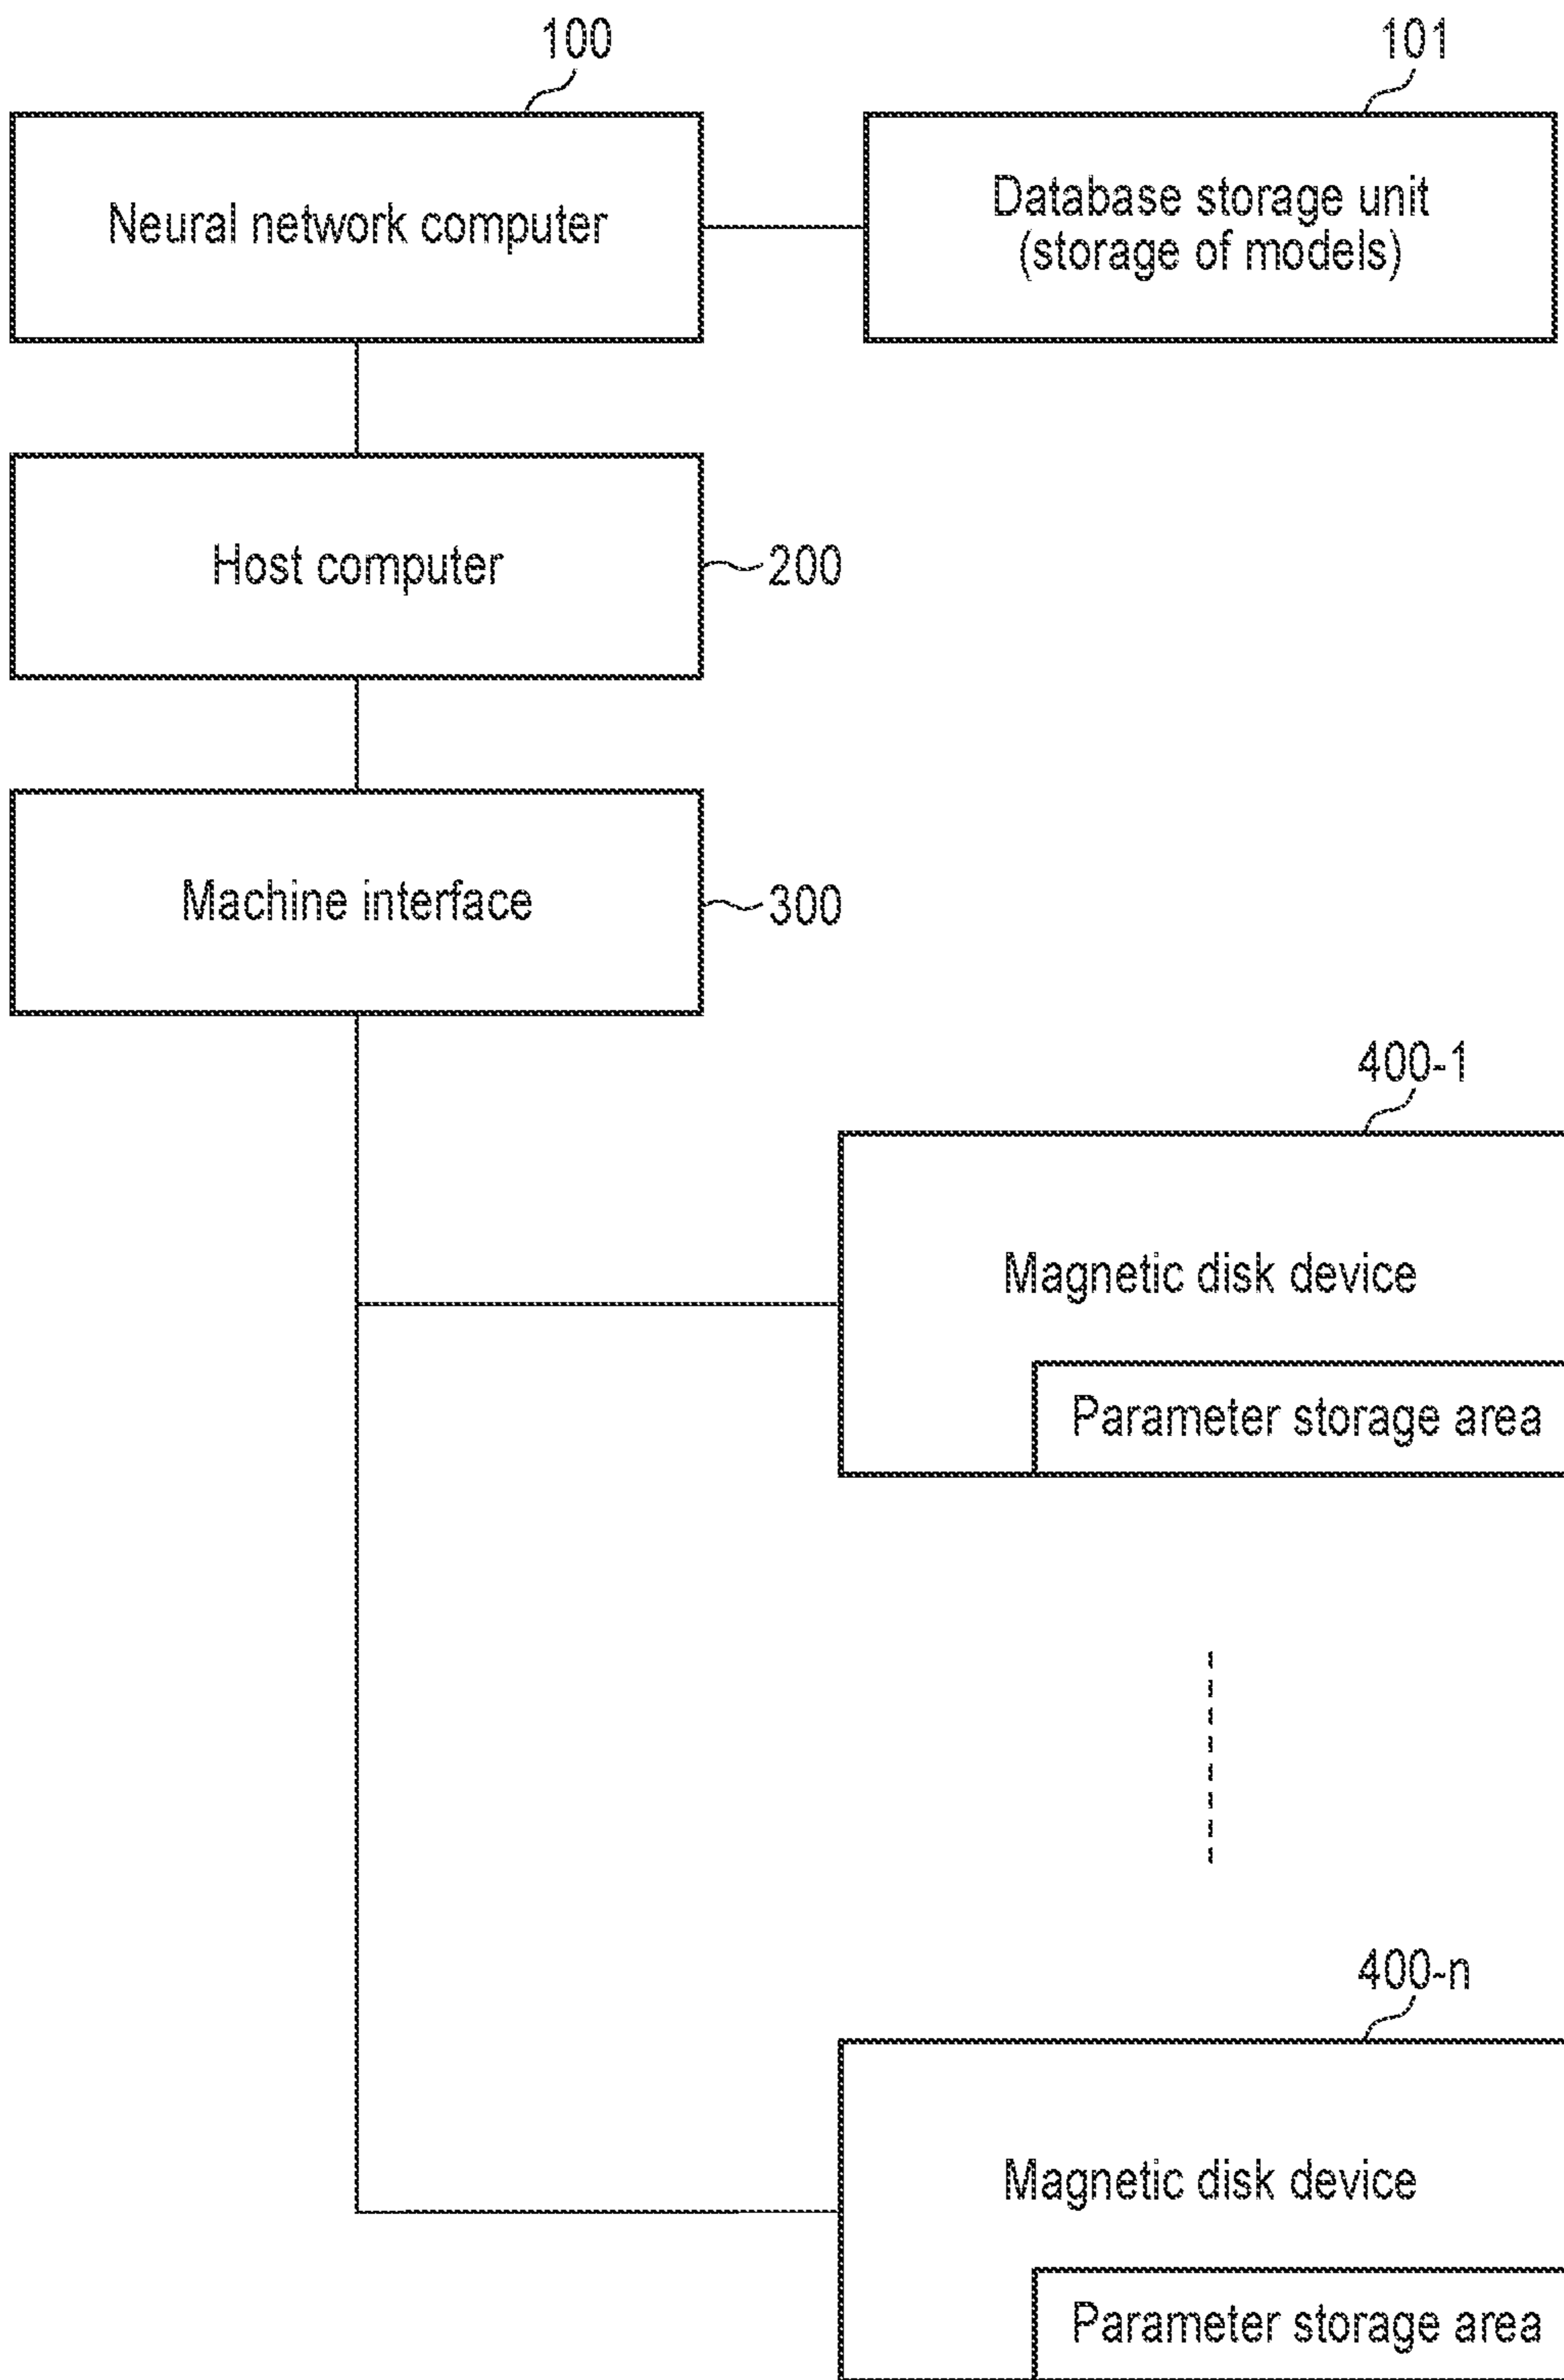 100
101
Neural network computer
Database storage unit
(storage of models)
Host computer
200
Machine interface
300
400-1
Magnetic disk device
Parameter storage area
400-n
Magnetic disk device
Parameter storage area